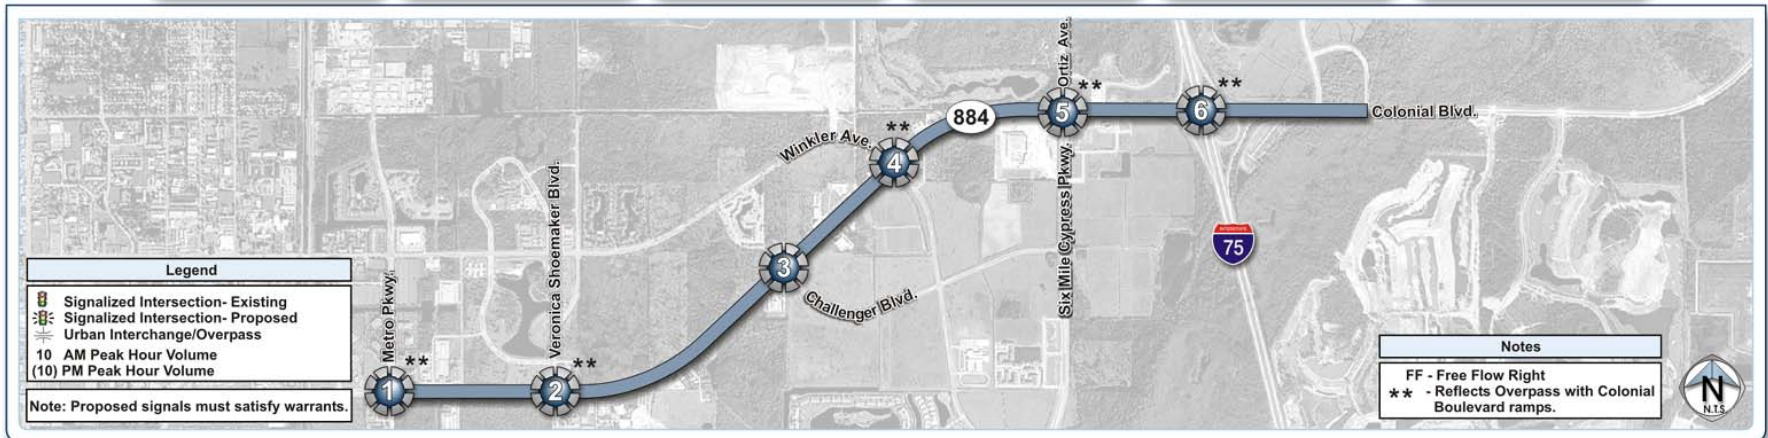 Ortiz Ave.
**
**
5
6
884
Colonial Blvd.
**
Winkler Ave.
4
Six Mile Cypress Pkwy.
Veronica Shoemaker Blvd.
INTERSTATE
75
3
Challenger Blvd.
Metro Pkwy.
**
**
1
2
Legend
Signalized Intersection- Existing
Signalized Intersection- Proposed
Urban Interchange/Overpass
10 AM Peak Hour Volume
(10) PM Peak Hour Volume
Note: Proposed signals must satisfy warrants.
Notes
FF - Free Flow Right
** - Reflects Overpass with Colonial
Boulevard ramps.
N
N.T.S.